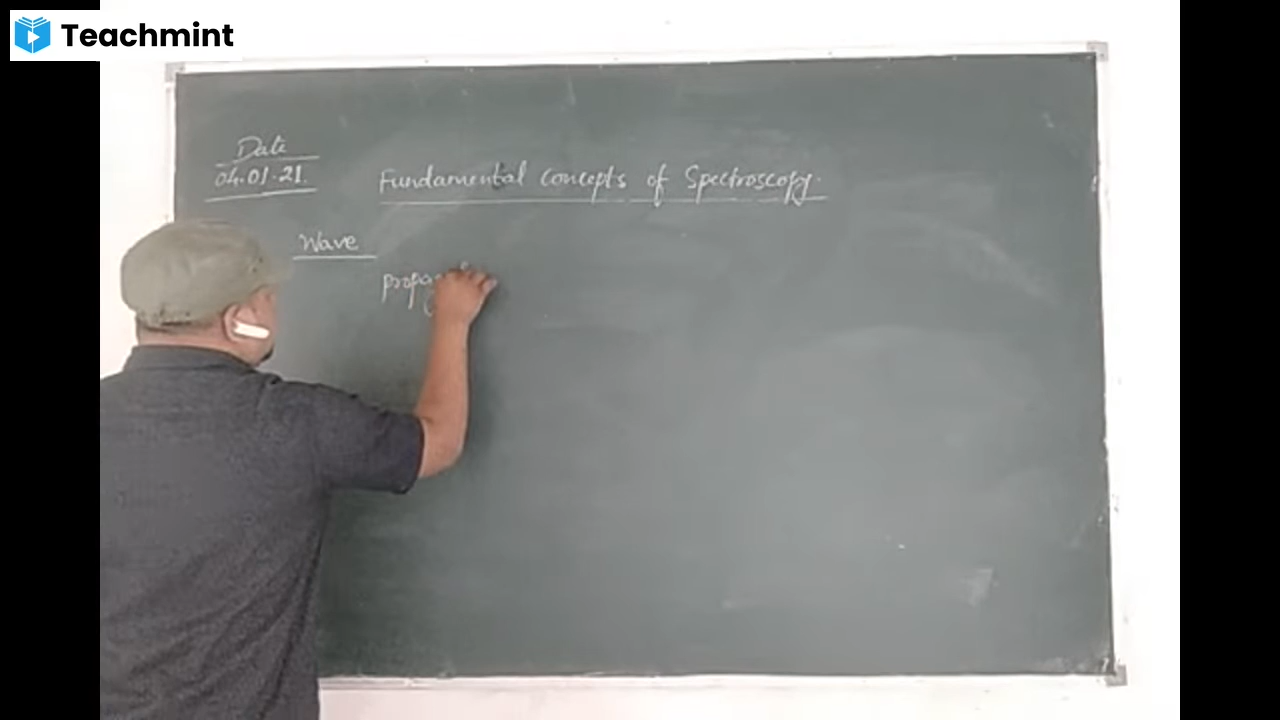 Teachmint
Date
04.01.21.
Fundamental Concepts of Spectroscopy.
Wave